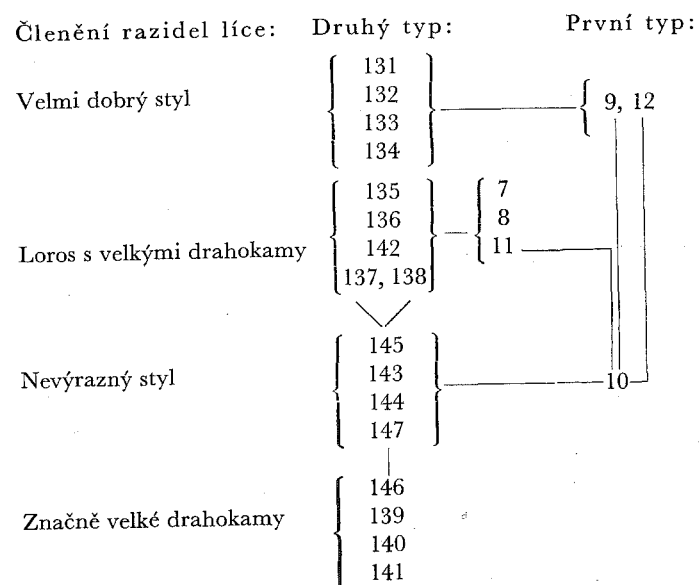 Členění razidel líce: Druhý typ: První typ:
131
Velmi dobrý styl 132 9, 12
133
134
135 7
136 8
Loros s velkými drahokamy 142 11
137, 138
145
Nevýrazný styl 143 10
144
147
146
Značně velké drahokamy 139
140
141